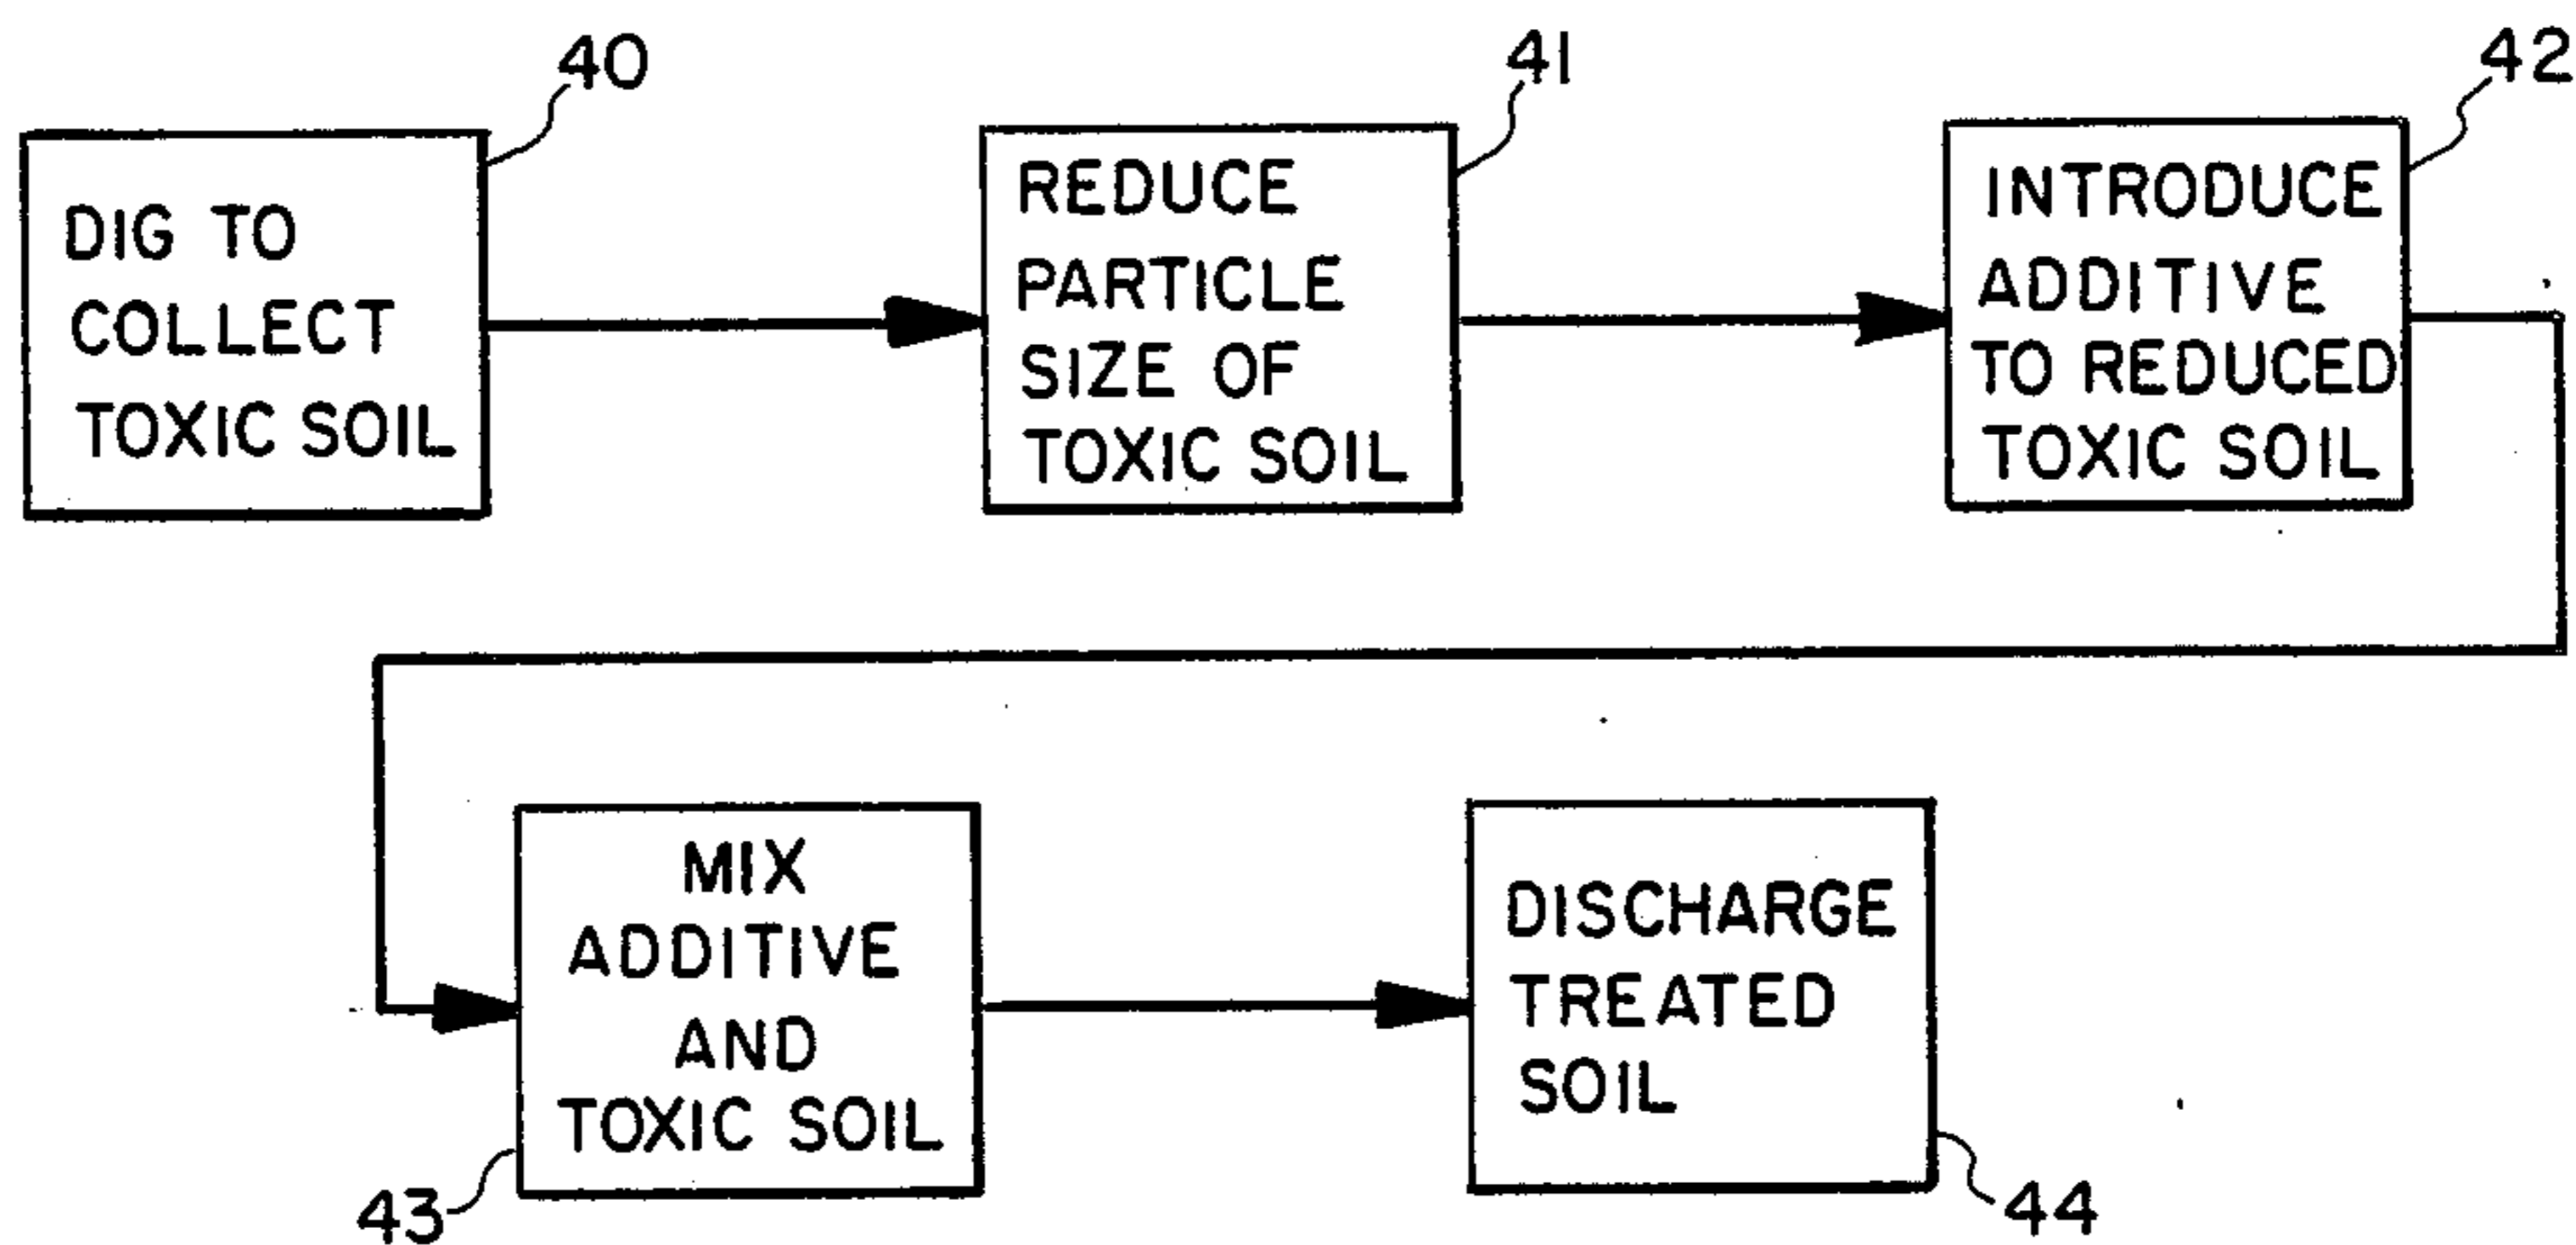 40
DIG TO
COLLECT
TOXIC SOIL
41
REDUCE
PARTICLE
SIZE OF
TOXIC SOIL
42
INTRODUCE
ADDITIVE
TO REDUCED
TOXIC SOIL
MIX
ADDITIVE
AND
TOXIC SOIL
43
DISCHARGE
TREATED
SOIL
44